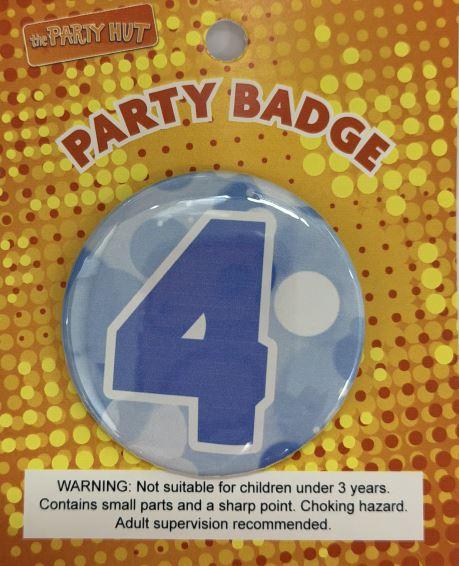 the PARTY HUT
PARTY BADGE
4
WARNING: Not suitable for children under 3 years.
Contains small parts and a sharp point. Choking hazard.
Adult supervision recommended.